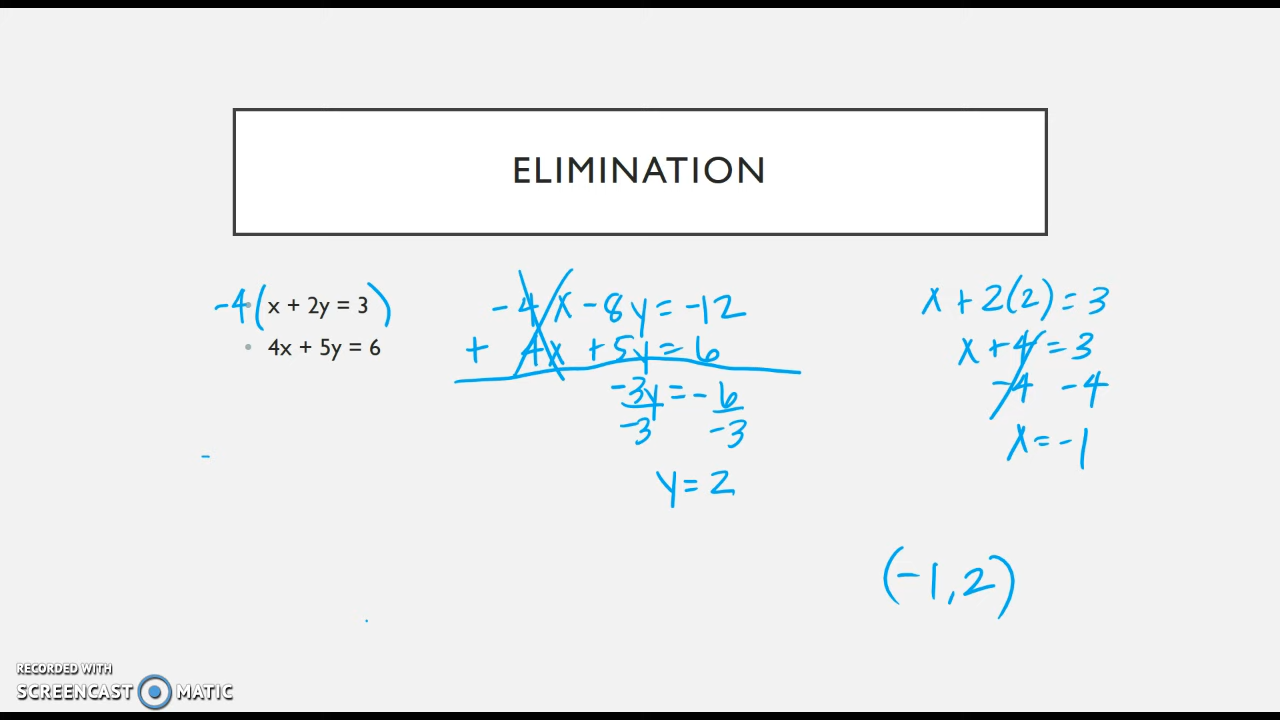 ELIMINATION
-4( • x + 2y = 3 )
• 4x + 5y = 6
-4x - 8y = -12
+ 4x + 5y = 6
-3y = -6
-3 -3
y = 2
x + 2(2) = 3
x + 4 = 3
-4 -4
x = -1
(-1, 2)
RECORDED WITH
SCREENCAST MATIC